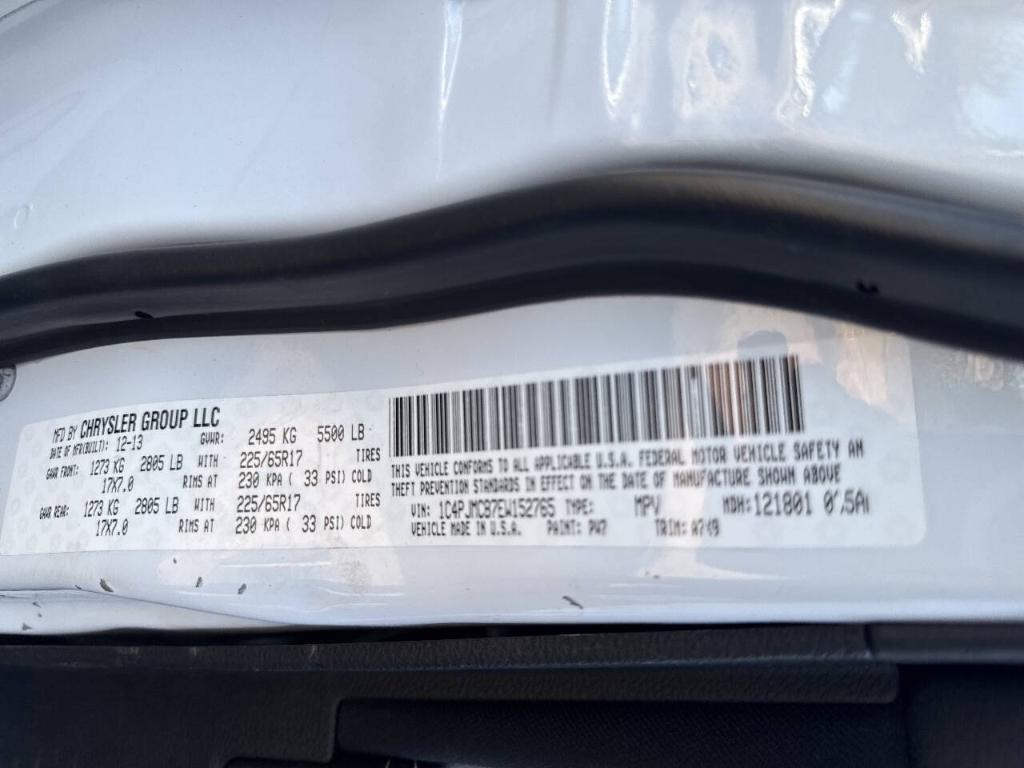 MFD BY CHRYSLER GROUP LLC
DATE OF MFR(BUILT): 12-13 GVWR: 2495 KG 5500 LB
GAWR FRONT: 1273 KG 2805 LB WITH 225/65R17 TIRES
17X7.0 RIMS AT 230 KPA ( 33 PSI) COLD
GAWR REAR: 1273 KG 2805 LB WITH 225/65R17 TIRES
17X7.0 RIMS AT 230 KPA ( 33 PSI) COLD
THIS VEHICLE CONFORMS TO ALL APPLICABLE U.S.A. FEDERAL MOTOR VEHICLE SAFETY AN
THEFT PREVENTION STANDARDS IN EFFECT ON THE DATE OF MANUFACTURE SHOWN ABOVE
VIN: 1C4PJMCB7EW152765 TYPE: MPV MDH: 121801
VEHICLE MADE IN U.S.A. PAINT: PW7 TRIM: A7*9